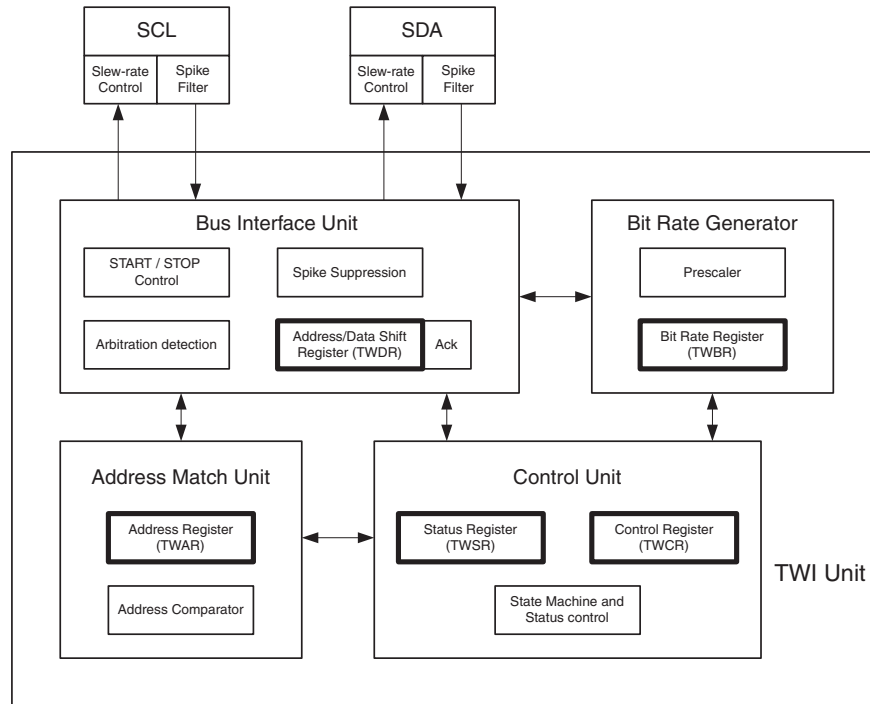 SCL
Slew-rate
Control
Spike
Filter
SDA
Slew-rate
Control
Spike
Filter
Bus Interface Unit
START / STOP
Control
Spike Suppression
Arbitration detection
Address/Data Shift
Register (TWDR)
Ack
Bit Rate Generator
Prescaler
Bit Rate Register
(TWBR)
Address Match Unit
Address Register
(TWAR)
Address Comparator
Control Unit
Status Register
(TWSR)
Control Register
(TWCR)
State Machine and
Status control
TWI Unit